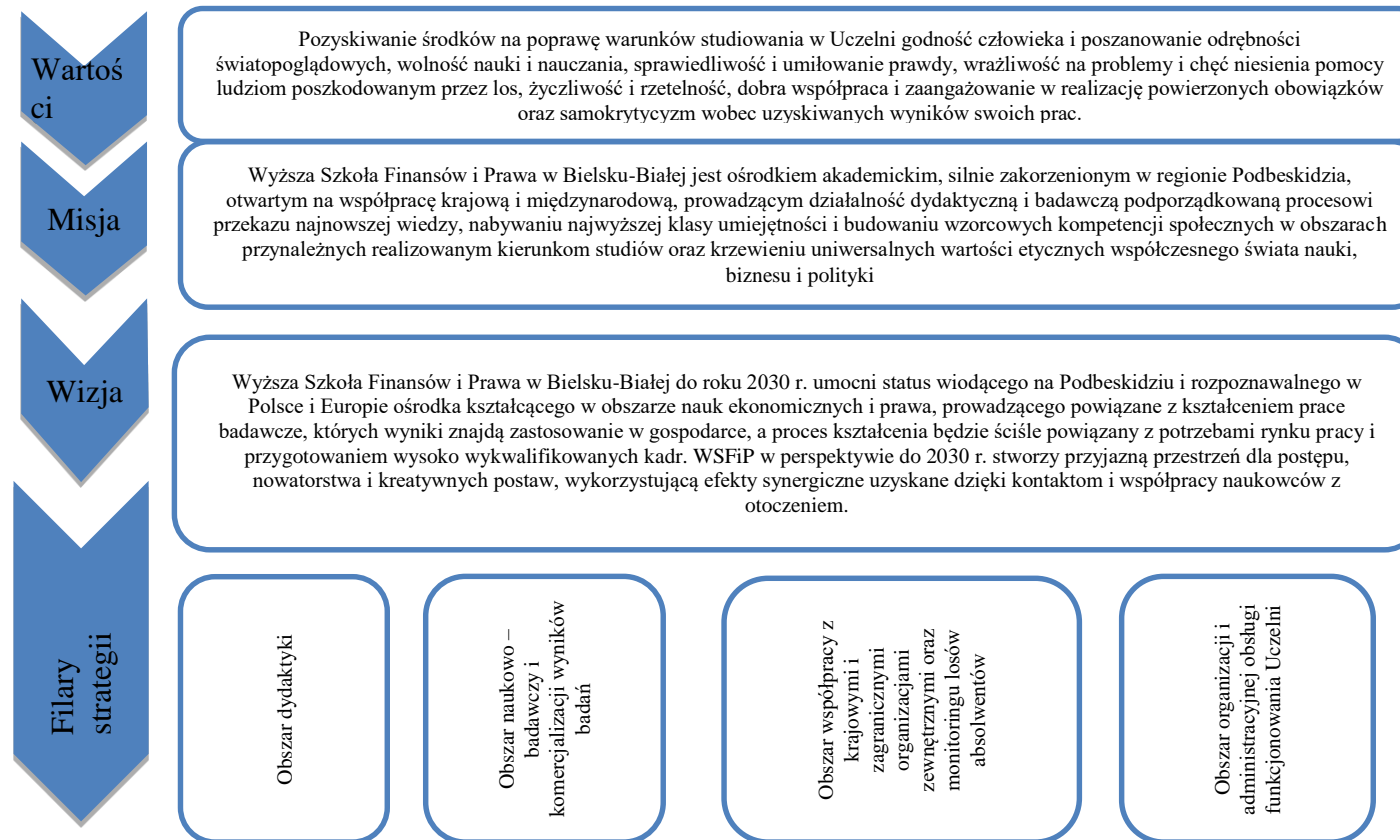 Wartoś
ci
Pozyskiwanie środków na poprawę warunków studiowania w Uczelni godność człowieka i poszanowanie odrębności
światopoglądowych, wolność nauki i nauczania, sprawiedliwość i umiłowanie prawdy, wrażliwość na problemy i chęć niesienia pomocy
ludziom poszkodowanym przez los, życzliwość i rzetelność, dobra współpraca i zaangażowanie w realizację powierzonych obowiązków
oraz samokrytycyzm wobec uzyskiwanych wyników swoich prac.
Misja
Wyższa Szkoła Finansów i Prawa w Bielsku-Białej jest ośrodkiem akademickim, silnie zakorzenionym w regionie Podbeskidzia,
otwartym na współpracę krajową i międzynarodową, prowadzącym działalność dydaktyczną i badawczą podporządkowaną procesowi
przekazu najnowszej wiedzy, nabywaniu najwyższej klasy umiejętności i budowaniu wzorcowych kompetencji społecznych w obszarach
przynależnych realizowanym kierunkom studiów oraz krzewieniu uniwersalnych wartości etycznych współczesnego świata nauki,
biznesu i polityki
Wizja
Wyższa Szkoła Finansów i Prawa w Bielsku-Białej do roku 2030 r. umocni status wiodącego na Podbeskidziu i rozpoznawalnego w
Polsce i Europie ośrodka kształcącego w obszarze nauk ekonomicznych i prawa, prowadzącego powiązane z kształceniem prace
badawcze, których wyniki znajdą zastosowanie w gospodarce, a proces kształcenia będzie ściśle powiązany z potrzebami rynku pracy i
przygotowaniem wysoko wykwalifikowanych kadr. WSFiP w perspektywie do 2030 r. stworzy przyjazną przestrzeń dla postępu,
nowatorstwa i kreatywnych postaw, wykorzystującą efekty synergiczne uzyskane dzięki kontaktom i współpracy naukowców z
otoczeniem.
Filary
strategii
Obszar dydaktyki
Obszar naukowo –
badawczy i
komercjalizacji wyników
badań
Obszar współpracy z
krajowymi i
zagranicznymi
organizacjami
zewnętrznymi oraz
monitoringu losów
absolwentów
Obszar organizacji i
administracyjnej obsługi
funkcjonowania Uczelni